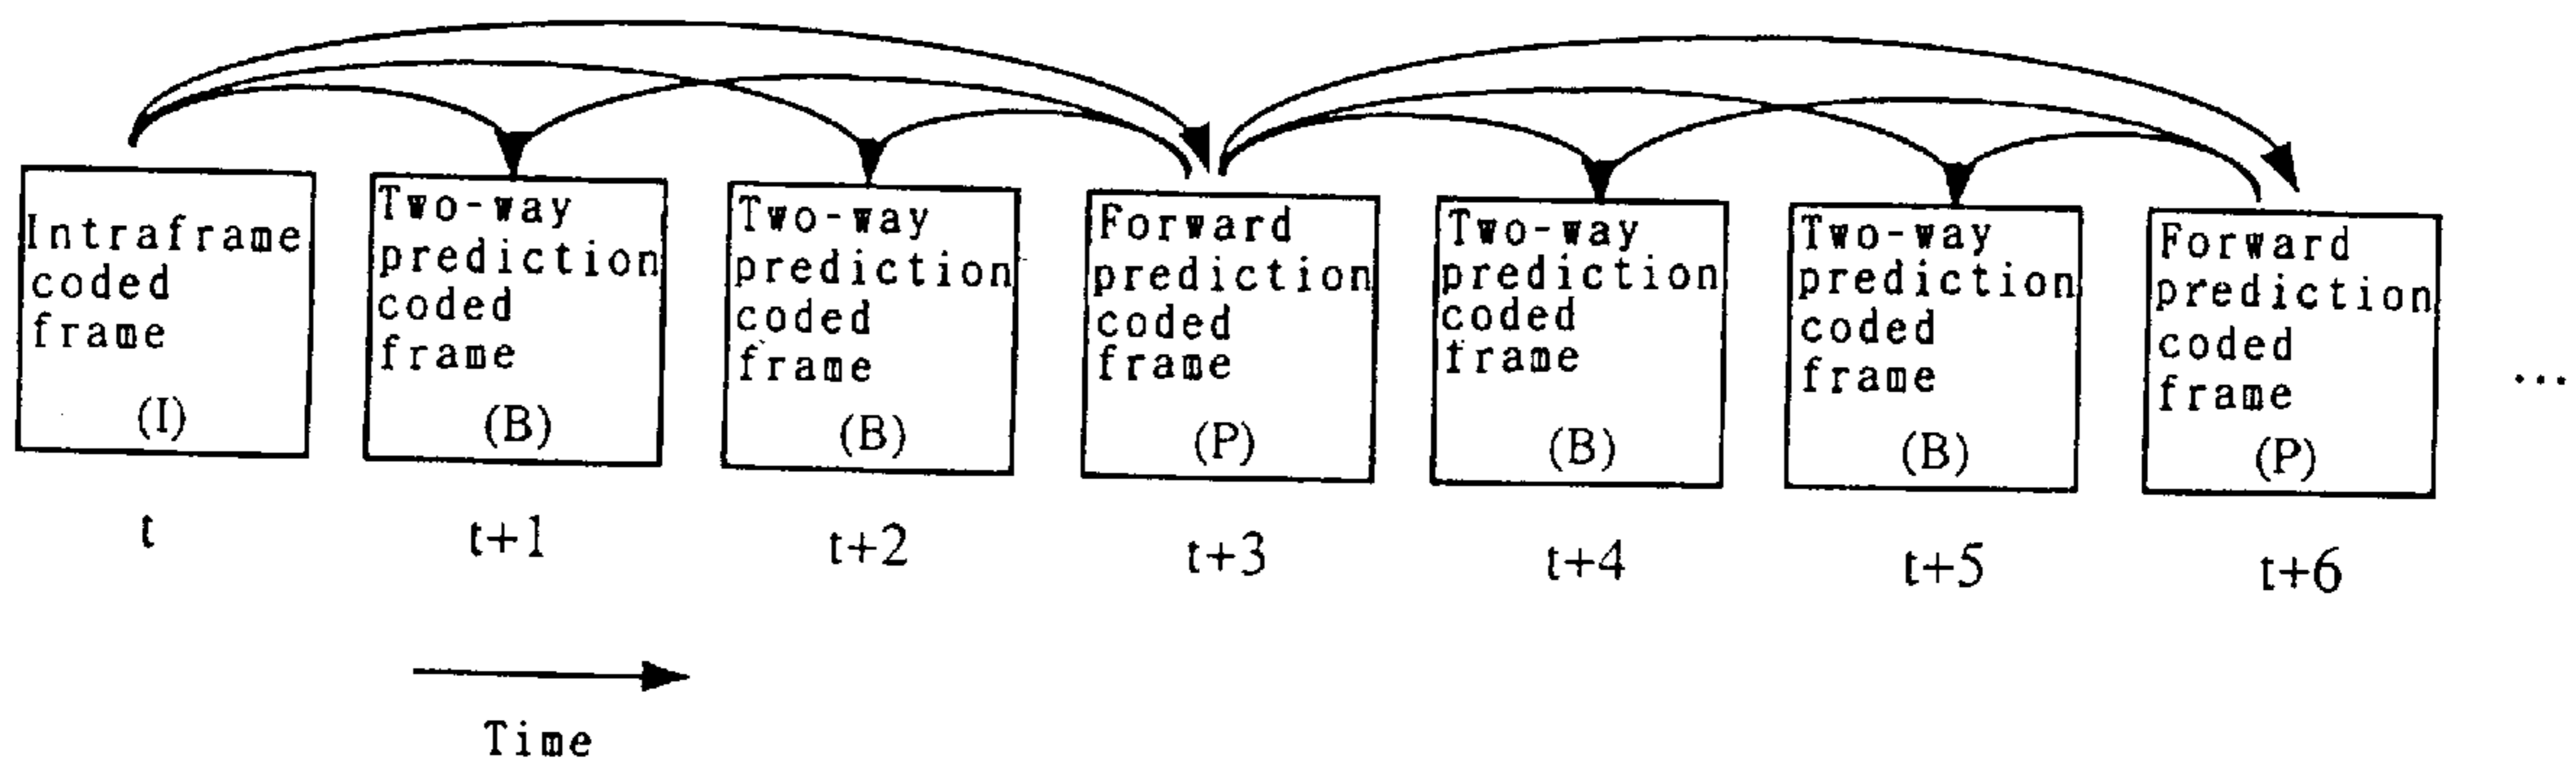 Intraframe
coded
frame
(I)
Two-way
prediction
coded
frame
(B)
Two-way
prediction
coded
frame
(B)
Forward
prediction
coded
frame
(P)
Two-way
prediction
coded
frame
(B)
Two-way
prediction
coded
frame
(B)
Forward
prediction
coded
frame
(P)
...
t
t+1
t+2
t+3
t+4
t+5
t+6
Time